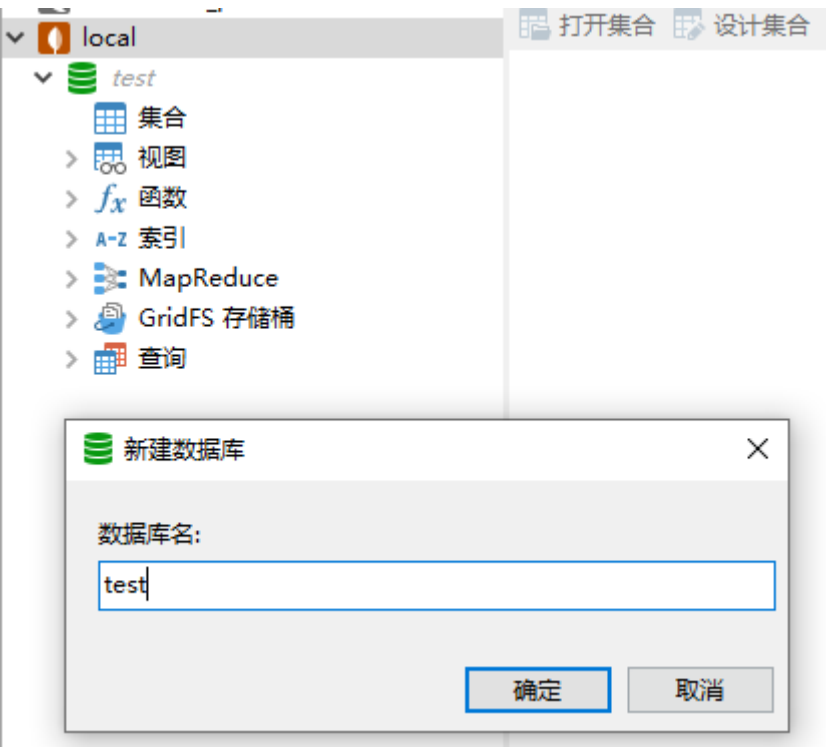 local
打开集合 设计集合
test
集合
视图
fx 函数
A-Z 索引
MapReduce
GridFS 存储桶
查询
新建数据库
数据库名:
test
确定 取消